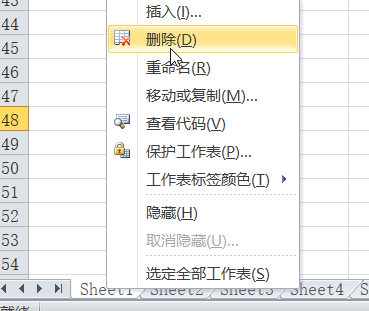 43
插入(I)...
44
删除(D)
45
重命名(R)
46
47
移动或复制(M)...
48
查看代码(V)
49
保护工作表(P)...
50
工作表标签颜色(T)
51
52
隐藏(H)
53
取消隐藏(U)...
54
选定全部工作表(S)
Sheet1 Sheet2 Sheet3 Sheet4
就绪